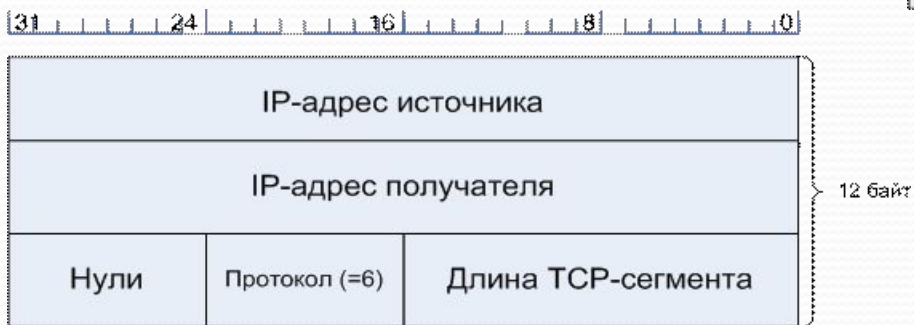 31 24 16 8 0
IP-адрес источника
IP-адрес получателя
12 байт
Нули Протокол (=6) Длина TCP-сегмента